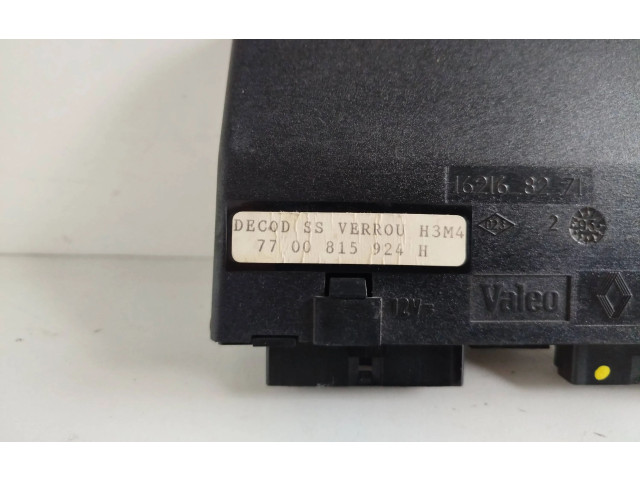 16216 82 71
DECOD SS VERROU H3M4
77 00 815 924 H
2
12V=
Valeo